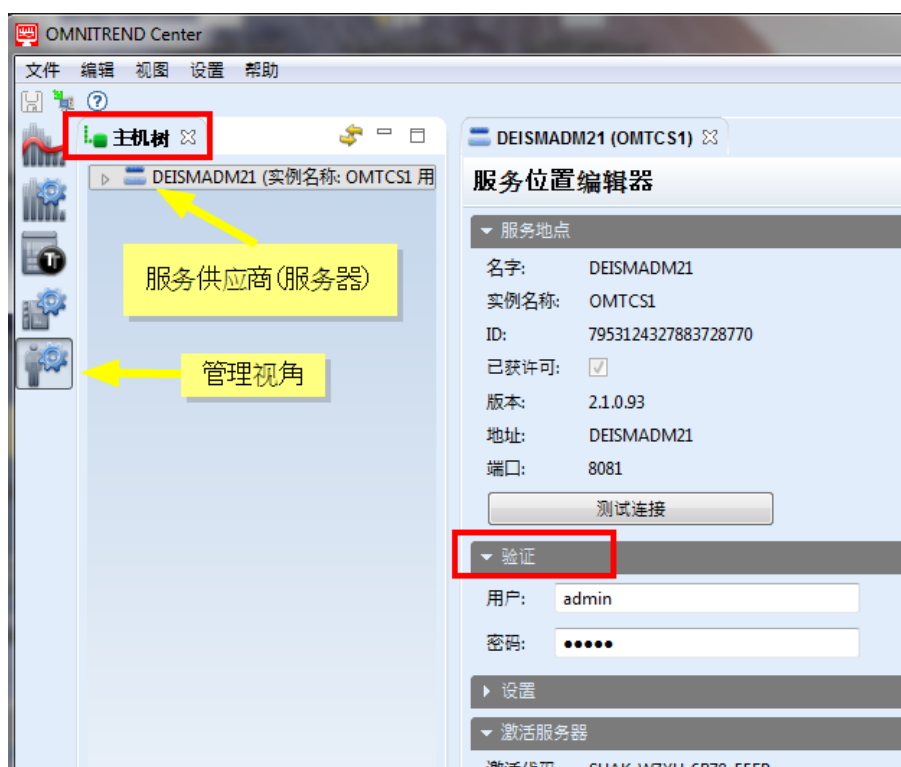 OMNITREND Center
文件 编辑 视图 设置 帮助
主机树
DEISMADM21 (实例名称: OMTCS1 用
服务供应商(服务器)
管理视角
DEISMADM21 (OMTCS1)
服务位置编辑器
服务地点
名字: DEISMADM21
实例名称: OMTCS1
ID: 7953124327883728770
已获许可:
版本: 2.1.0.93
地址: DEISMADM21
端口: 8081
测试连接
验证
用户: admin
密码: ●●●●●
设置
激活服务器